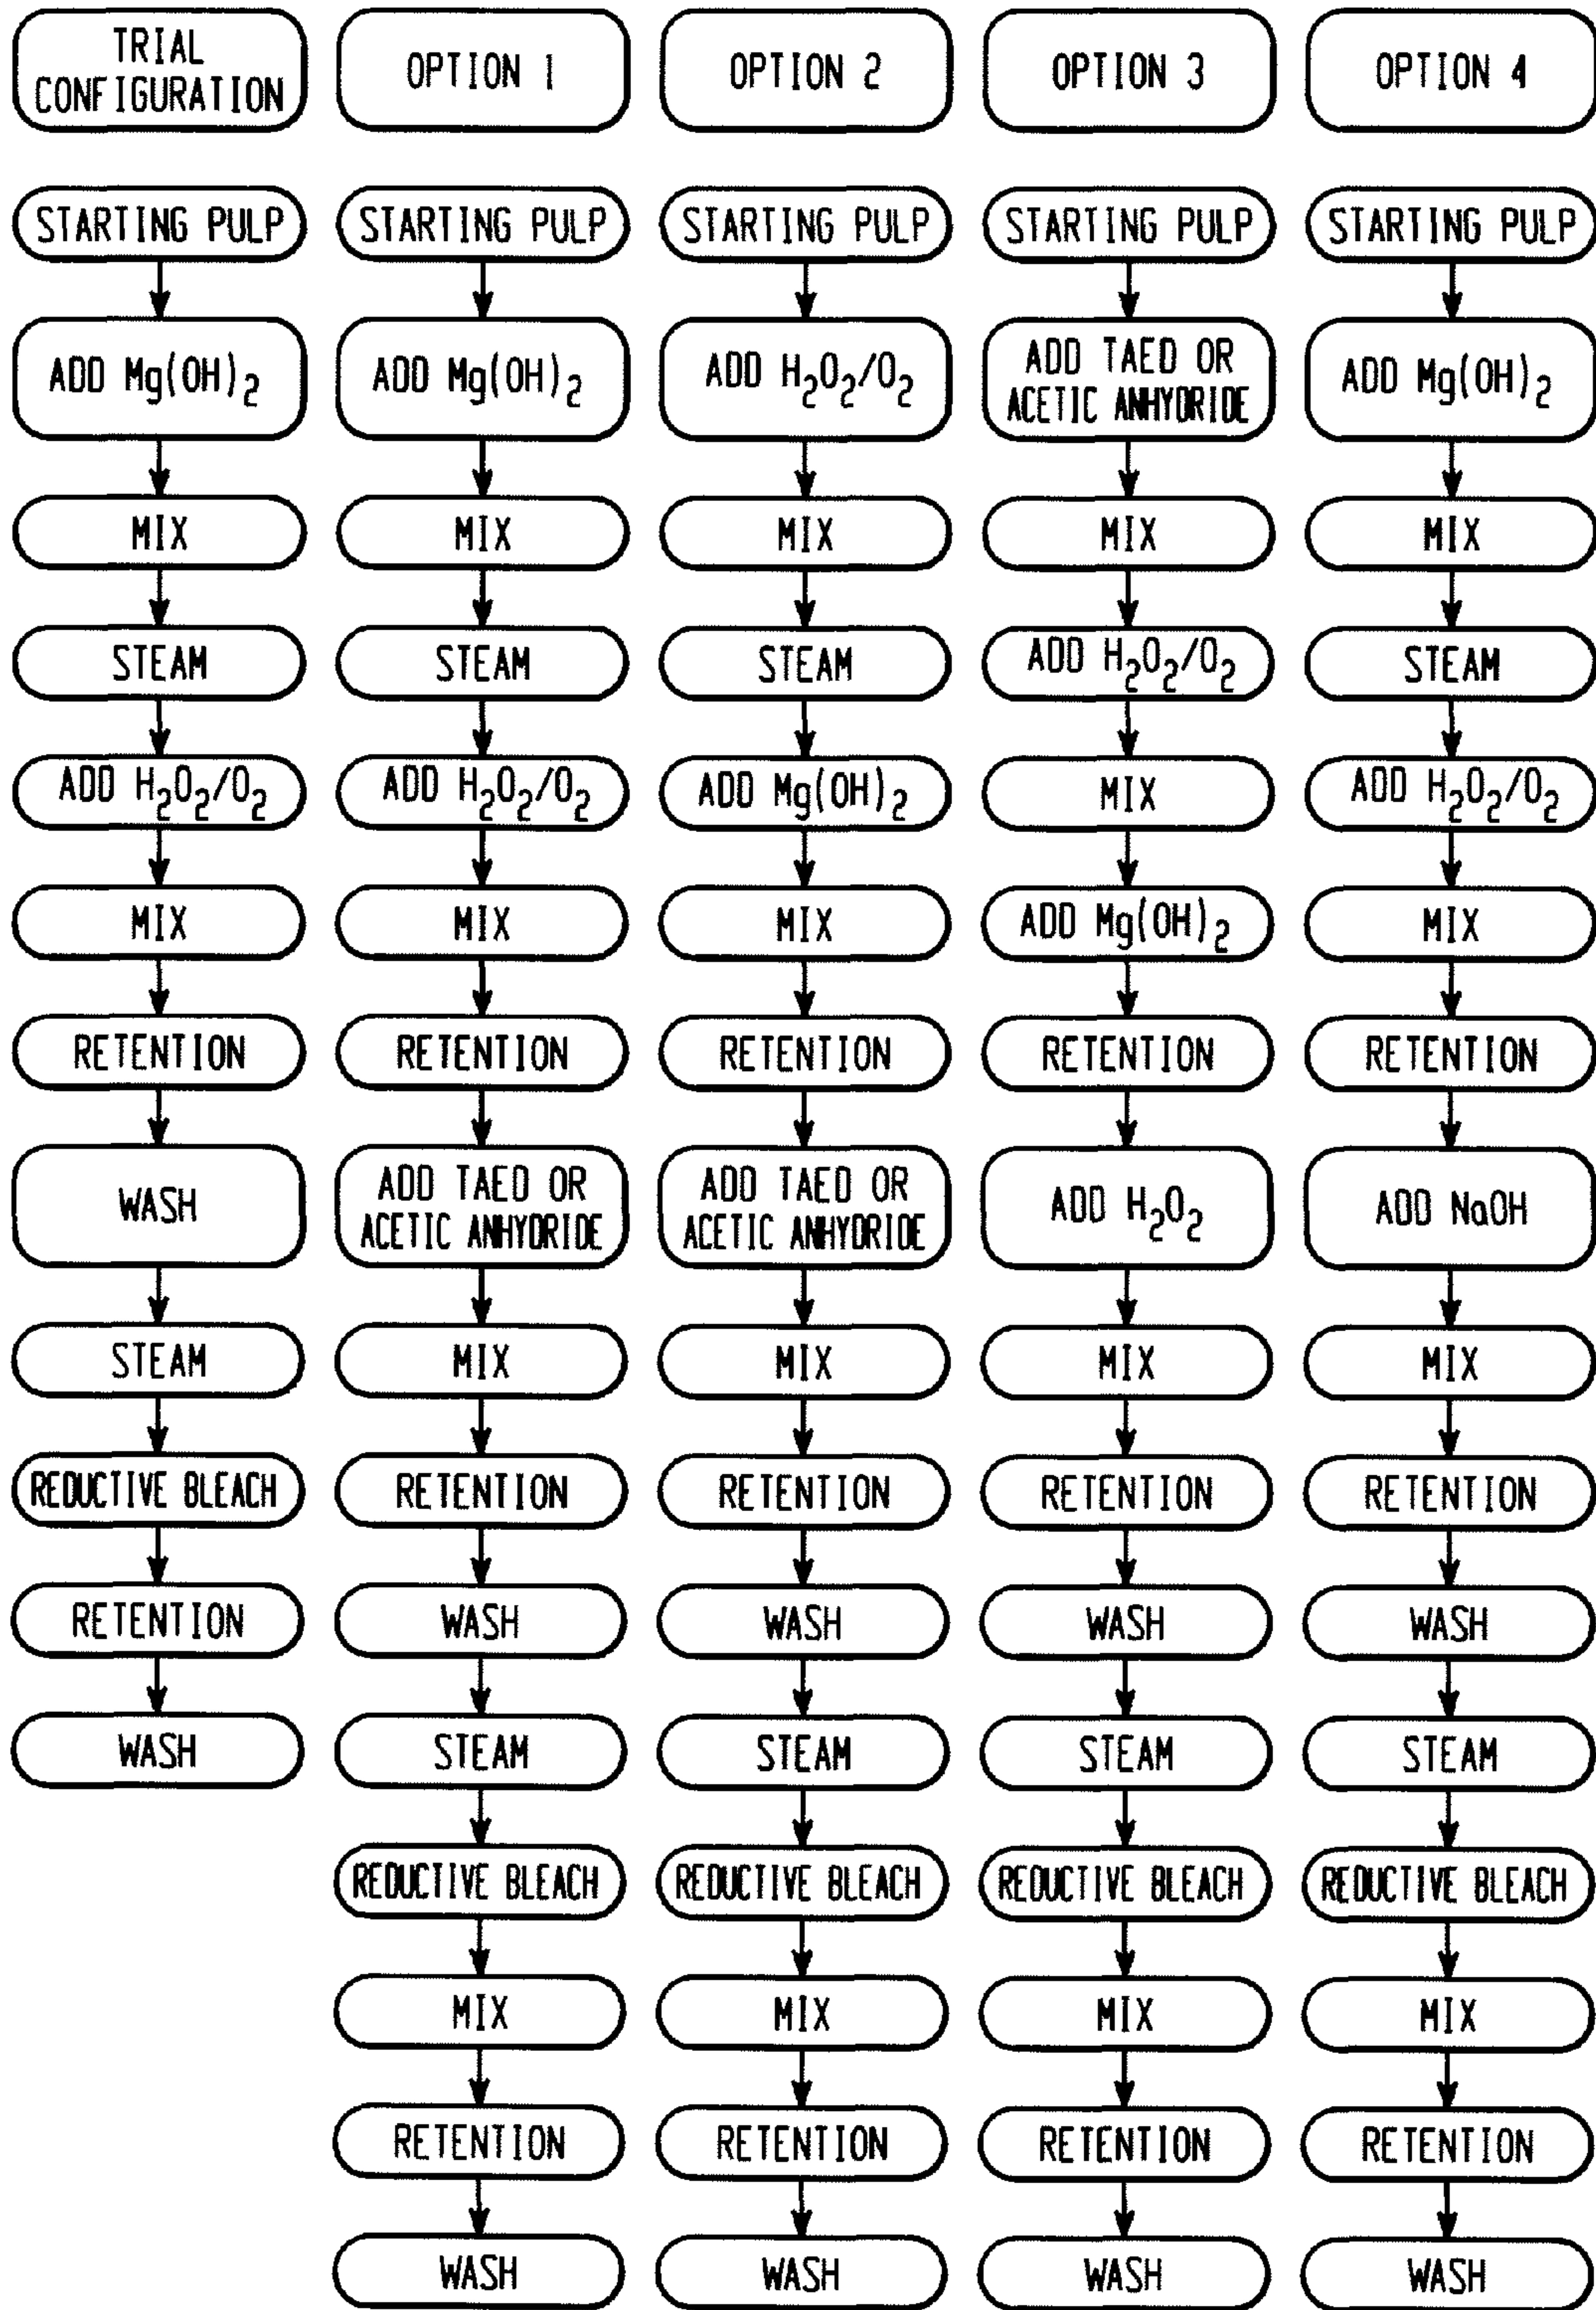 TRIAL
CONFIGURATION
STARTING PULP
ADD Mg(OH)2
MIX
STEAM
ADD H2O2/O2
MIX
RETENTION
WASH
STEAM
REDUCTIVE BLEACH
RETENTION
WASH
OPTION 1
STARTING PULP
ADD Mg(OH)2
MIX
STEAM
ADD H2O2/O2
MIX
RETENTION
ADD TAED OR
ACETIC ANHYDRIDE
MIX
RETENTION
WASH
STEAM
REDUCTIVE BLEACH
MIX
RETENTION
WASH
OPTION 2
STARTING PULP
ADD H2O2/O2
MIX
STEAM
ADD Mg(OH)2
MIX
RETENTION
ADD TAED OR
ACETIC ANHYDRIDE
MIX
RETENTION
WASH
STEAM
REDUCTIVE BLEACH
MIX
RETENTION
WASH
OPTION 3
STARTING PULP
ADD TAED OR
ACETIC ANHYDRIDE
MIX
ADD H2O2/O2
MIX
ADD Mg(OH)2
RETENTION
ADD H2O2
MIX
RETENTION
WASH
STEAM
REDUCTIVE BLEACH
MIX
RETENTION
WASH
OPTION 4
STARTING PULP
ADD Mg(OH)2
MIX
STEAM
ADD H2O2/O2
MIX
RETENTION
ADD NaOH
MIX
RETENTION
WASH
STEAM
REDUCTIVE BLEACH
MIX
RETENTION
WASH